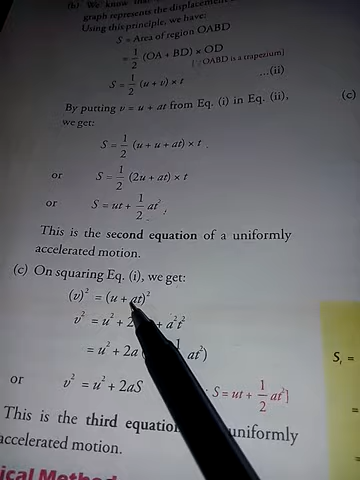 (b) We know that
graph represents the displacement
Using this principle, we have:
S = Area of region OABD
= 1/2 (OA + BD) × OD
[∵ OABD is a trapezium]
S = 1/2 (u + v) × t ...(ii)
By putting v = u + at from Eq. (i) in Eq. (ii),
we get:
S = 1/2 (u + u + at) × t
or S = 1/2 (2u + at) × t
or S = ut + 1/2 at²
This is the second equation of a uniformly
accelerated motion.
(c) On squaring Eq. (i), we get:
(v)² = (u + at)²
v² = u² + 2 + a²t²
= u² + 2a ( at²)
or v² = u² + 2aS S = ut + 1/2 at²]
This is the third equation uniformly
accelerated motion.
(c)
S =
=
=